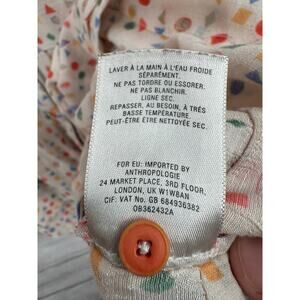 LAVER À LA MAIN À L'EAU FROIDE
SÉPARÉMENT.
NE PAS TORDRE OU ESSORER.
NE PAS BLANCHIR.
LIGNE SEC.
REPASSER, AU BESOIN, À TRÈS
BASSE TEMPÉRATURE.
PEUT-ÊTRE ÊTRE NETTOYÉE SEC.
FOR EU: IMPORTED BY
ANTHROPOLOGIE
24 MARKET PLACE, 3RD FLOOR,
LONDON, UK W1W8AN
CIF: VAT No. GB 684936382
OB362432A